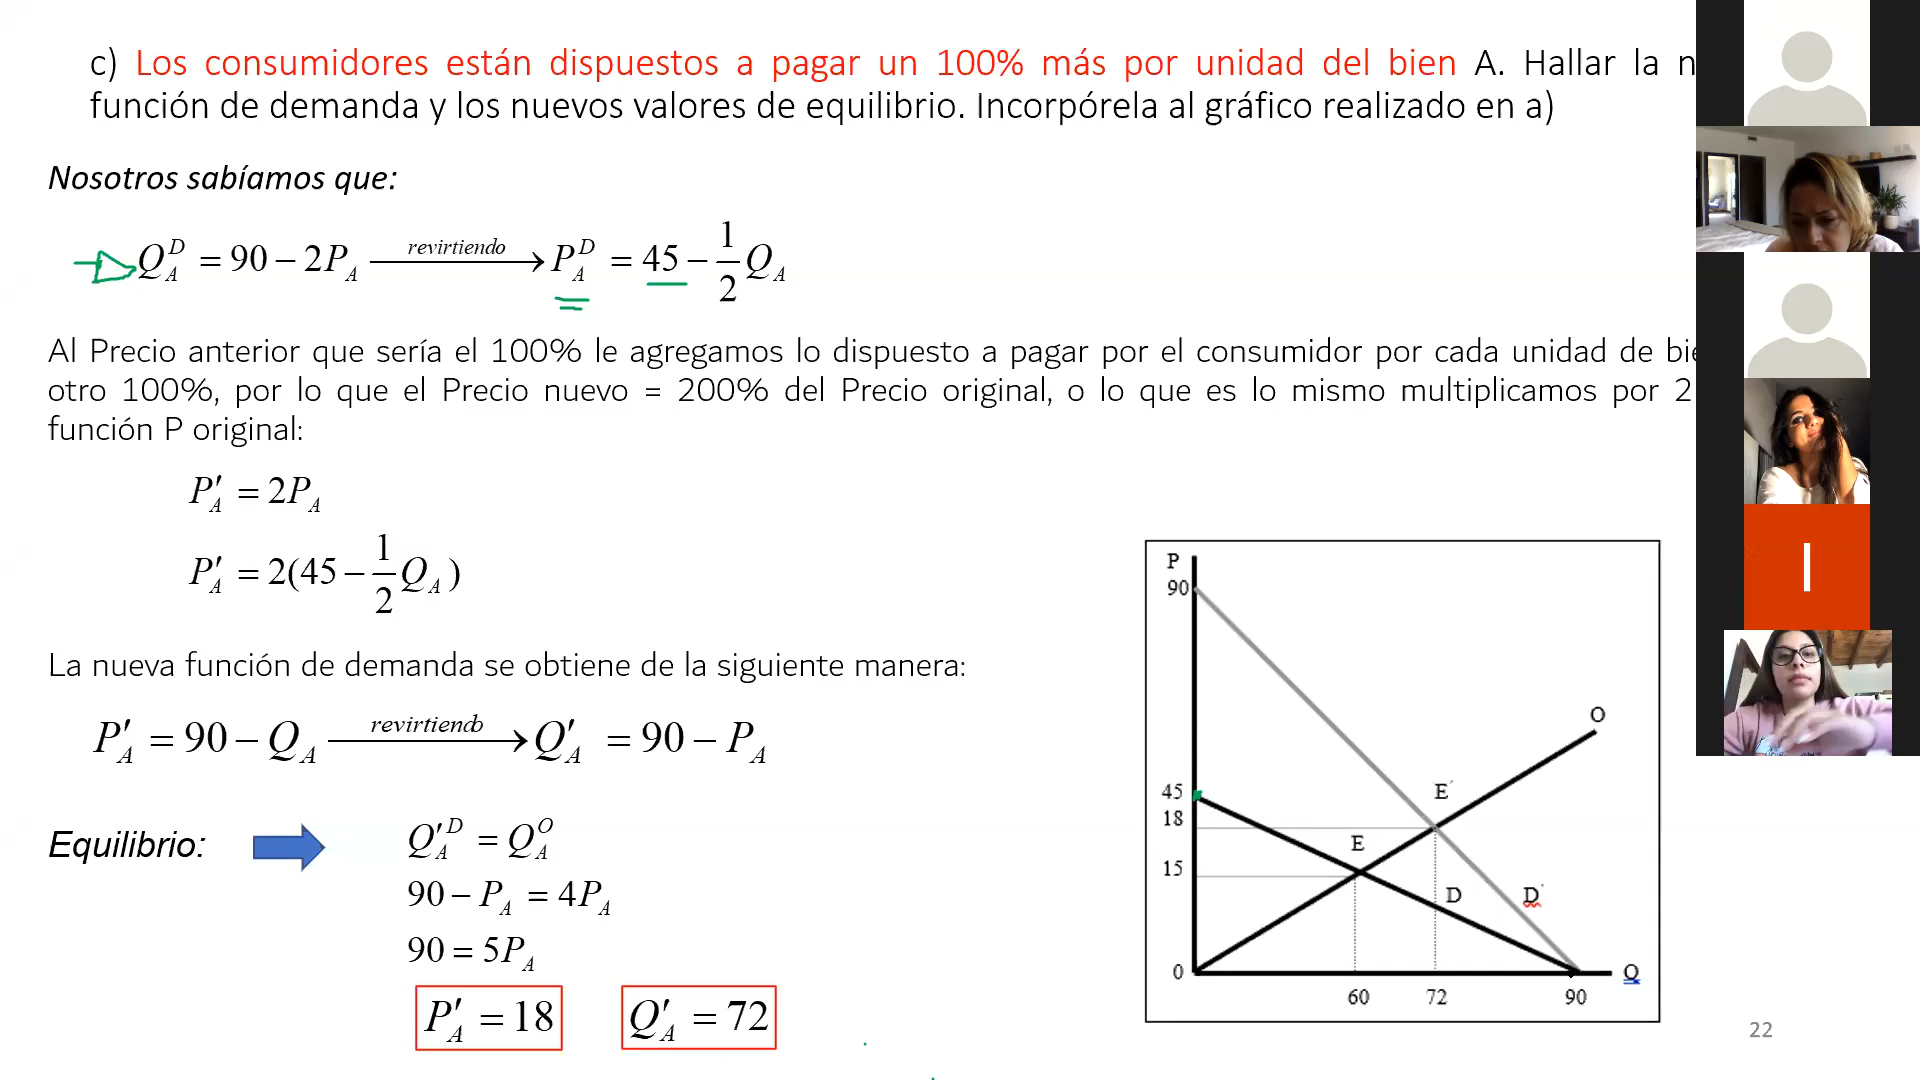 c) Los consumidores están dispuestos a pagar un 100% más por unidad del bien A. Hallar la n
función de demanda y los nuevos valores de equilibrio. Incorpórela al gráfico realizado en a)
Nosotros sabíamos que:
Q_A^D = 90 − 2P_A revirtiendo → P_A^D = 45 − 1/2 Q_A
Al Precio anterior que sería el 100% le agregamos lo dispuesto a pagar por el consumidor por cada unidad de bie
otro 100%, por lo que el Precio nuevo = 200% del Precio original, o lo que es lo mismo multiplicamos por 2
función P original:
P′_A = 2P_A
P′_A = 2(45 − 1/2 Q_A)
La nueva función de demanda se obtiene de la siguiente manera:
P′_A = 90 − Q_A revirtiendo → Q′_A = 90 − P_A
Equilibrio:
Q′_A^D = Q_A^O
90 − P_A = 4P_A
90 = 5P_A
P′_A = 18 Q′_A = 72
P
90
O
45
E´
18
E
15
D
D´
0
Q
60 72 90
22
I